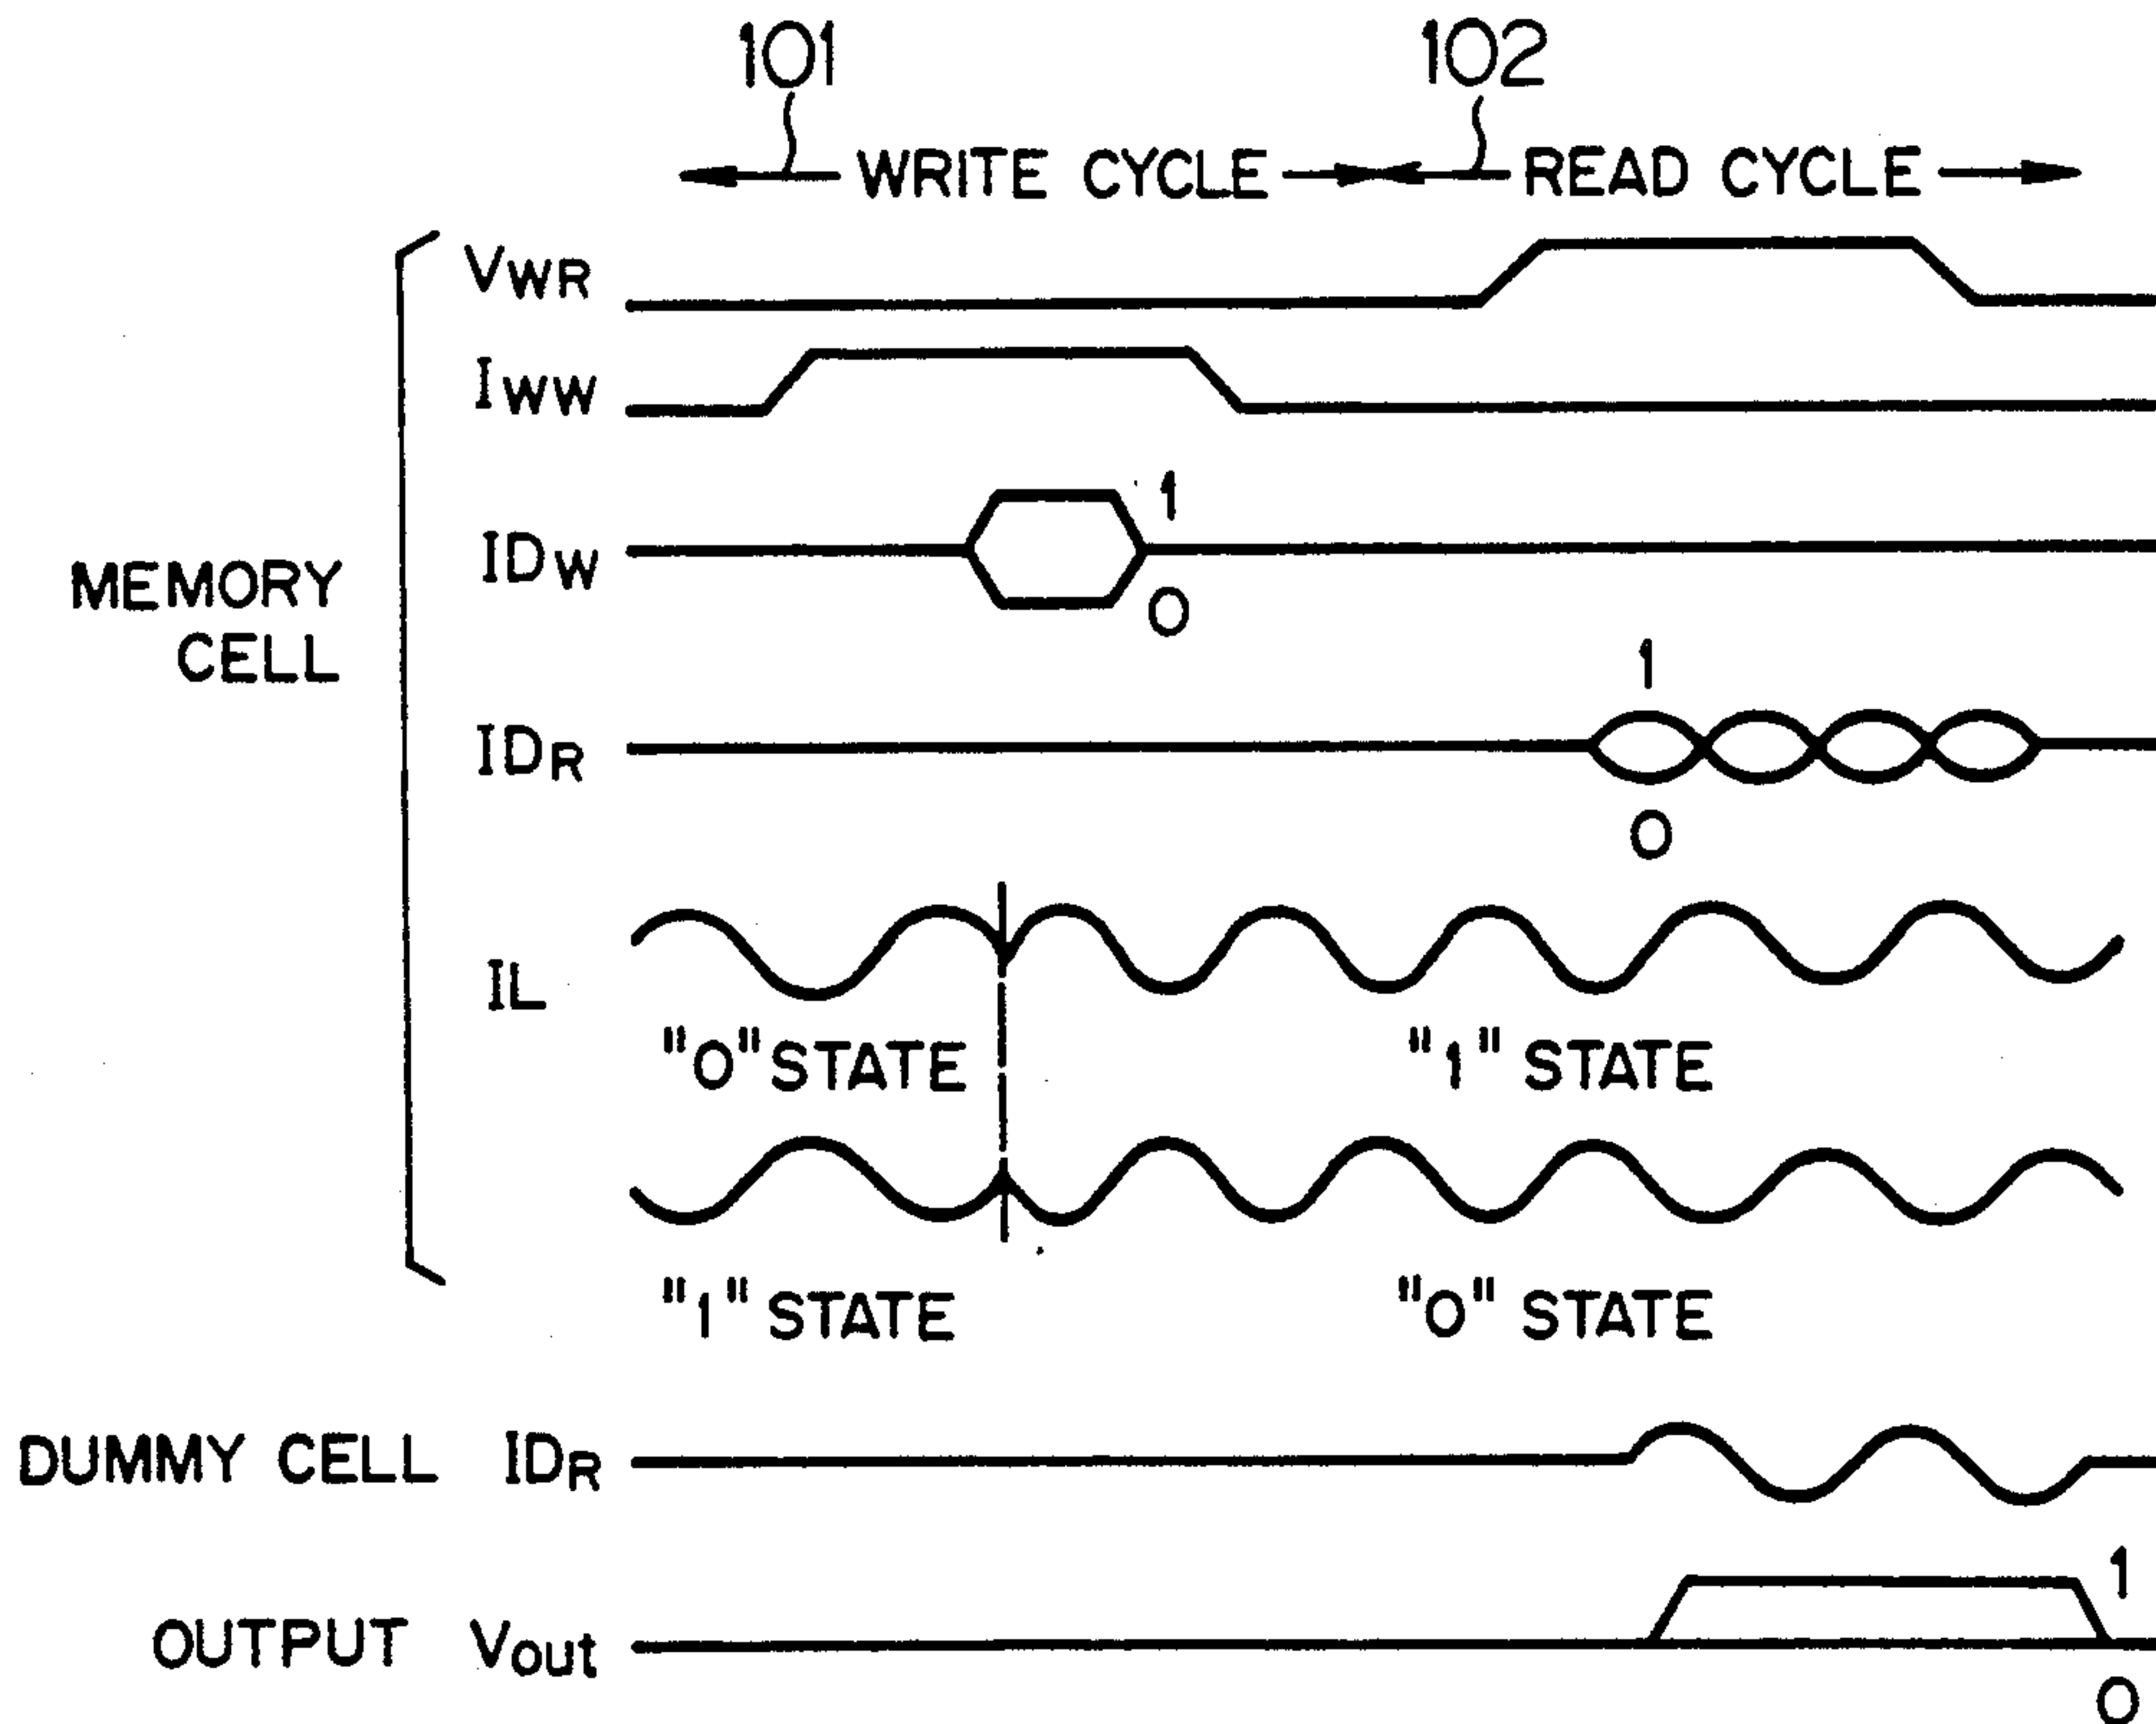 101 102
WRITE CYCLE READ CYCLE
VWR
IWW
1
IDW
0
MEMORY
CELL
1
IDR
0
IL
"0" STATE "1" STATE
"1" STATE "0" STATE
DUMMY CELL IDR
1
OUTPUT Vout
0